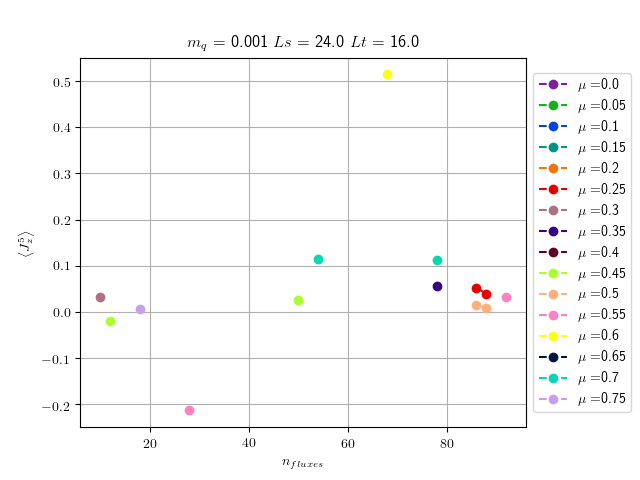 m_q = 0.001 Ls = 24.0 Lt = 16.0
⟨J_z^5⟩
0.5
0.4
0.3
0.2
0.1
0.0
−0.1
−0.2
20
40
60
80
n_fluxes
μ =0.0
μ =0.05
μ =0.1
μ =0.15
μ =0.2
μ =0.25
μ =0.3
μ =0.35
μ =0.4
μ =0.45
μ =0.5
μ =0.55
μ =0.6
μ =0.65
μ =0.7
μ =0.75